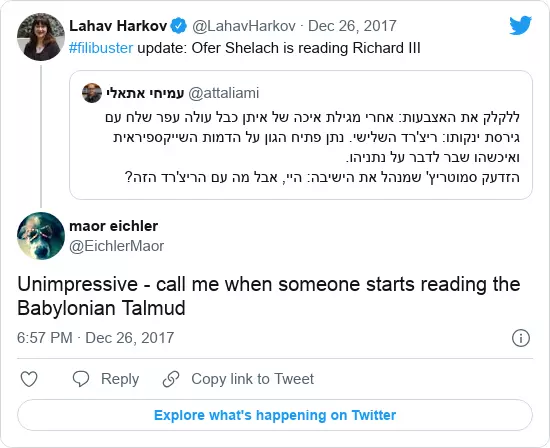 Lahav Harkov @LahavHarkov · Dec 26, 2017
#filibuster update: Ofer Shelach is reading Richard III
עמיחי אתאלי @attaliami
ללקלק את האצבעות: אחרי מגילת איכה של איתן כבל עולה עפר שלח עם
גירסת ינקותו: ריצ'רד השלישי. נתן פתיח הגון על הדמות השייקספיראית
ואיכשהו שבר לדבר על נתניהו.
הזדעק סמוטריץ' שמנהל את הישיבה: היי, אבל מה עם הריצ'רד הזה?
maor eichler
@EichlerMaor
Unimpressive - call me when someone starts reading the
Babylonian Talmud
6:57 PM · Dec 26, 2017
Reply Copy link to Tweet
Explore what's happening on Twitter